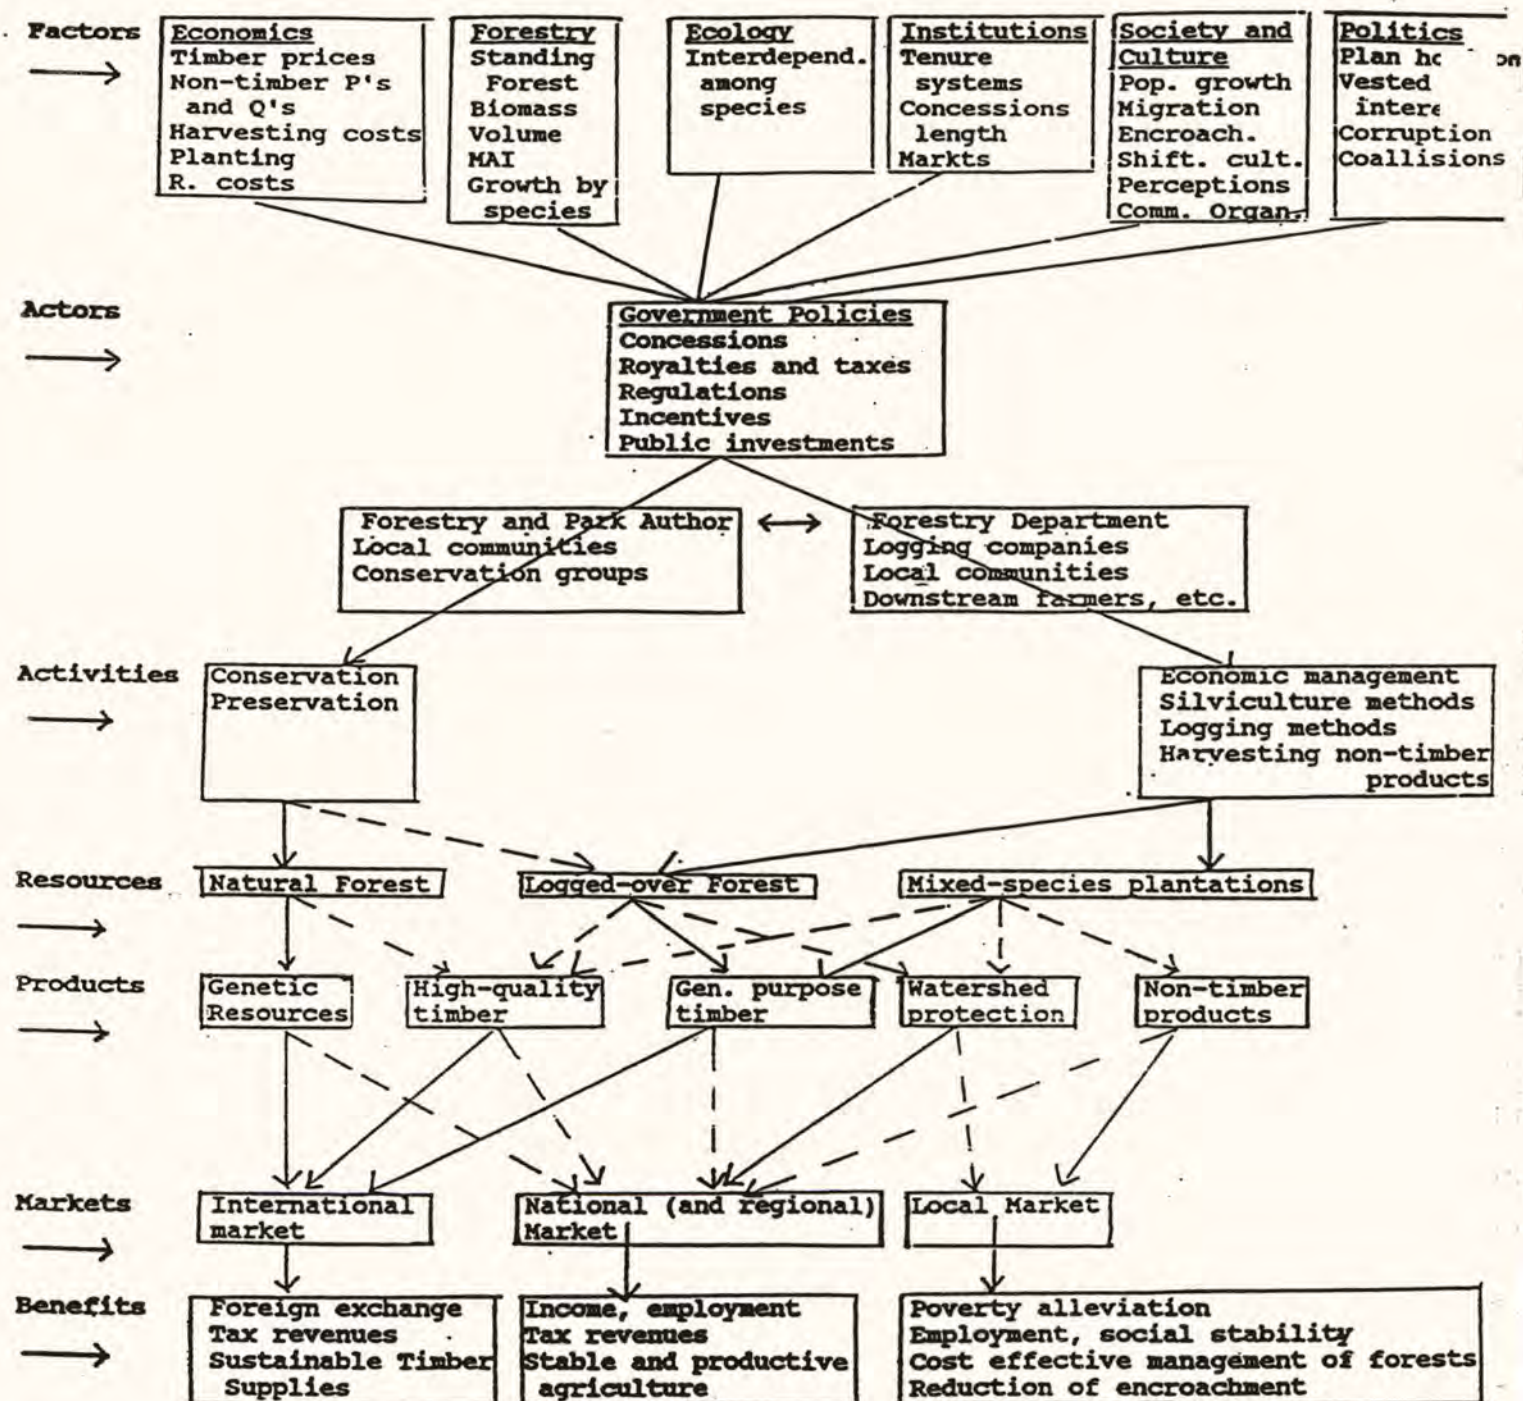 Factors
Economics
Timber prices
Non-timber P's
and Q's
Harvesting costs
Planting
R. costs
Forestry
Standing
Forest
Biomass
Volume
MAI
Growth by
species
Ecology
Interdepend.
among
species
Institutions
Tenure
systems
Concessions
length
Markts
Society and
Culture
Pop. growth
Migration
Encroach.
Shift. cult.
Perceptions
Comm. Organ.
Politics
Plan
Vested
Corruption
Coallisions
Actors
Government Policies
Concessions
Royalties and taxes
Regulations
Incentives
Public investments
Forestry and Park Author
Local communities
Conservation groups
Forestry Department
Logging companies
Local communities
Downstream farmers, etc.
Activities
Conservation
Preservation
Economic management
Silviculture methods
Logging methods
Harvesting non-timber
products
Resources
Natural Forest
Logged-over Forest
Mixed-species plantations
Products
Genetic
Resources
High-quality
timber
Gen. purpose
timber
Watershed
protection
Non-timber
products
Markets
International
market
National (and regional)
Market
Local Market
Benefits
Foreign exchange
Tax revenues
Sustainable Timber
Supplies
Income, employment
Tax revenues
Stable and productive
agriculture
Poverty alleviation
Employment, social stability
Cost effective management of forests
Reduction of encroachment